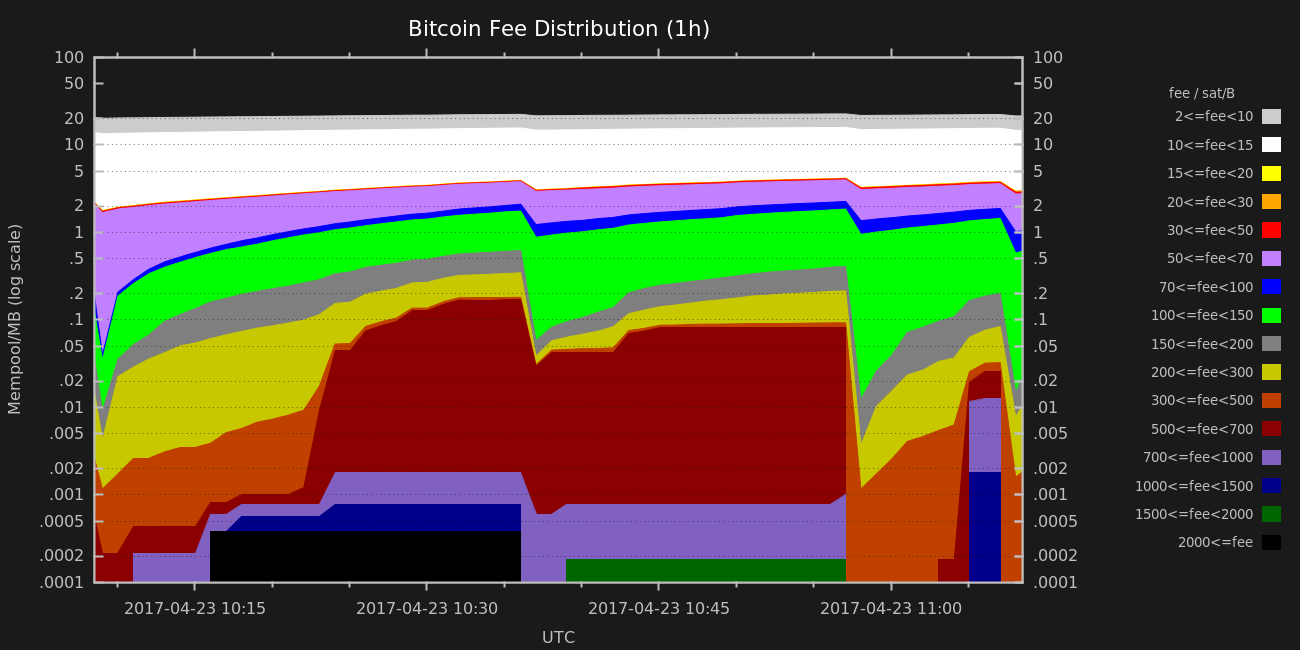 Bitcoin Fee Distribution (1h)
100 100
50 50
20 20
10 10
5 5
2 2
1 1
.5 .5
.2 .2
.1 .1
.05 .05
.02 .02
.01 .01
.005 .005
.002 .002
.001 .001
.0005 .0005
.0002 .0002
.0001 .0001
Mempool/MB (log scale)
2017-04-23 10:15 2017-04-23 10:30 2017-04-23 10:45 2017-04-23 11:00
UTC
fee / sat/B
2<=fee<10
10<=fee<15
15<=fee<20
20<=fee<30
30<=fee<50
50<=fee<70
70<=fee<100
100<=fee<150
150<=fee<200
200<=fee<300
300<=fee<500
500<=fee<700
700<=fee<1000
1000<=fee<1500
1500<=fee<2000
2000<=fee